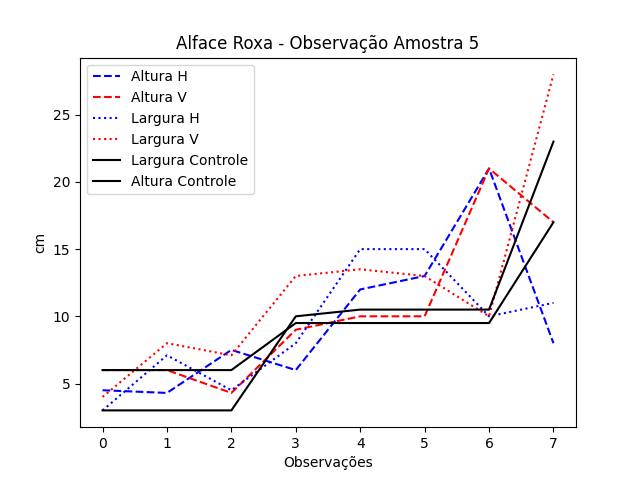 Alface Roxa - Observação Amostra 5
Altura H
Altura V
Largura H
Largura V
Largura Controle
Altura Controle
25
20
15
10
5
cm
0 1 2 3 4 5 6 7
Observações